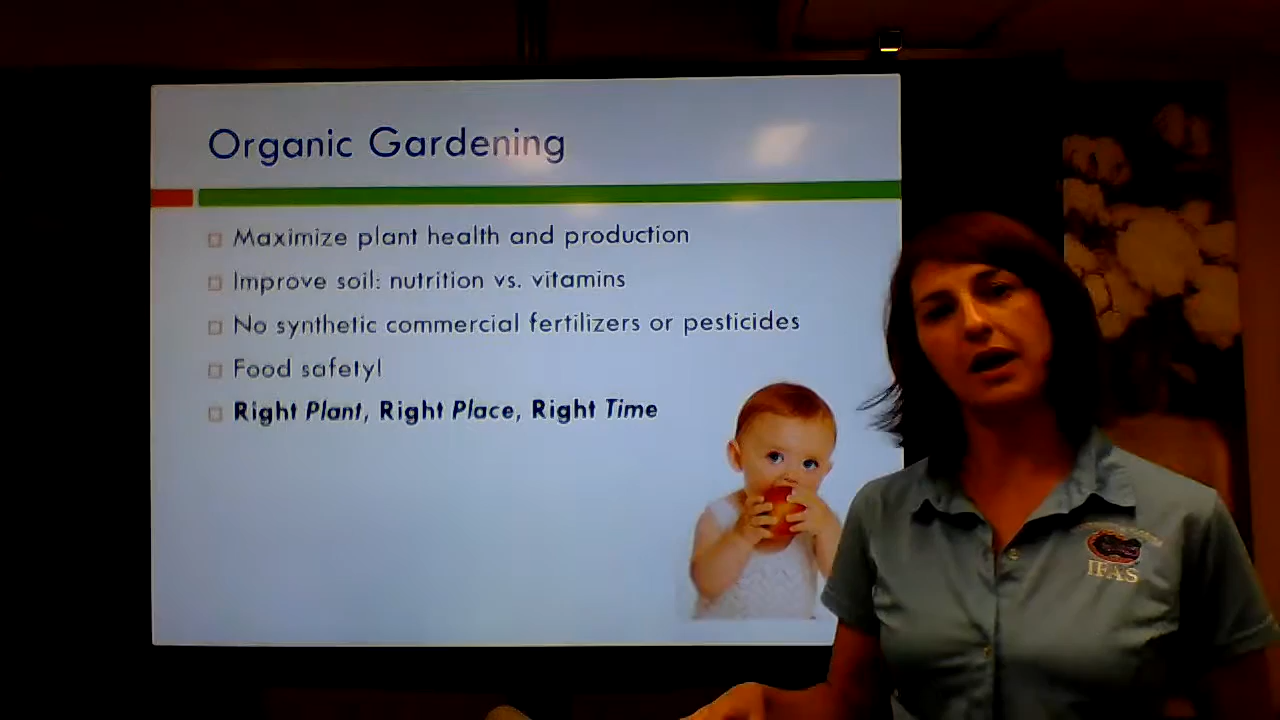 Organic Gardening
Maximize plant health and production
Improve soil: nutrition vs. vitamins
No synthetic commercial fertilizers or pesticides
Food safety!
Right Plant, Right Place, Right Time
IFAS